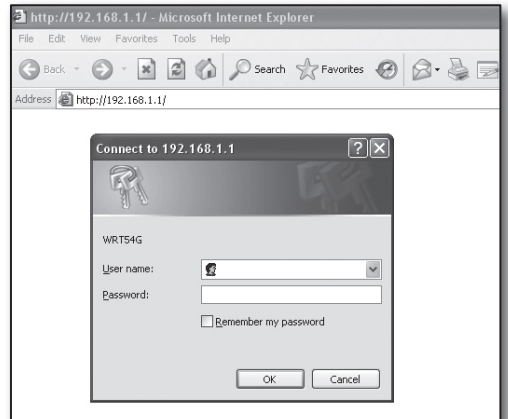 http://192.168.1.1/ - Microsoft Internet Explorer
File Edit View Favorites Tools Help
Back Search Favorites
Address http://192.168.1.1/
Connect to 192.168.1.1
WRT54G
User name:
Password:
Remember my password
OK Cancel